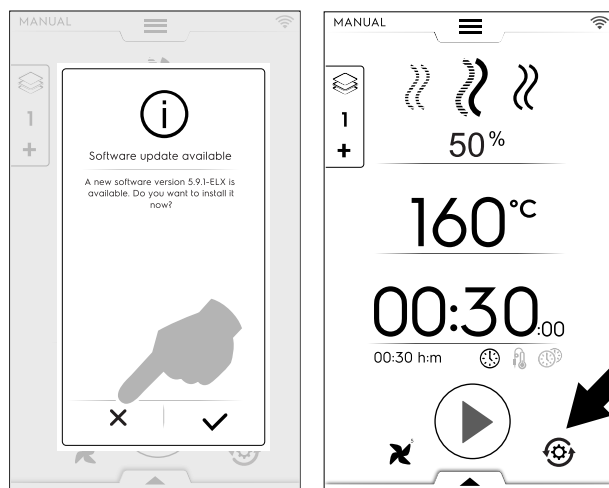 MANUAL
1
+
Software update available
A new software version 5.9.1-ELX is
available. Do you want to install it
now?
MANUAL
1
+
50%
160°C
00:30:00
00:30 h:m
5